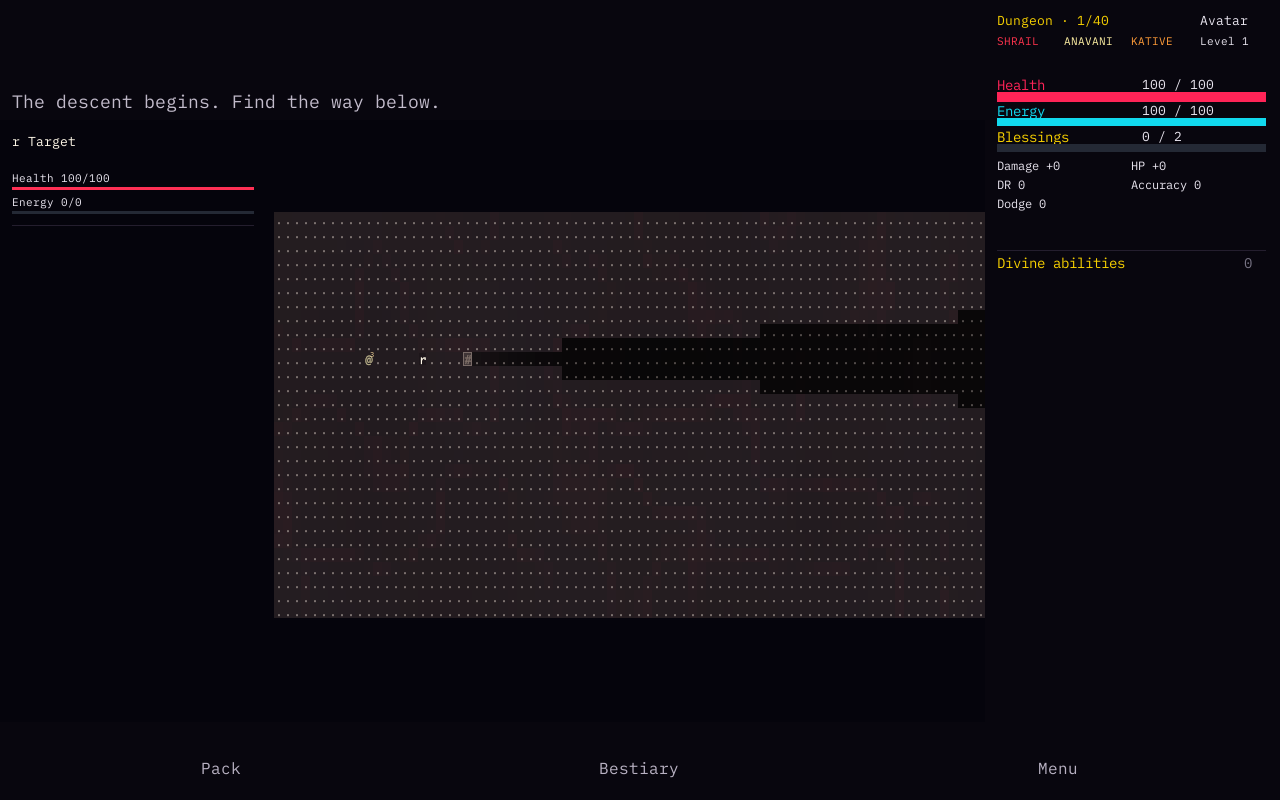 Dungeon · 1/40 Avatar
SHRAIL ANAVANI KATIVE Level 1
Health 100 / 100
Energy 100 / 100
Blessings 0 / 2
Damage +0 HP +0
DR 0 Accuracy 0
Dodge 0
Divine abilities 0
The descent begins. Find the way below.
r Target
Health 100/100
Energy 0/0
@ r #
Pack Bestiary Menu